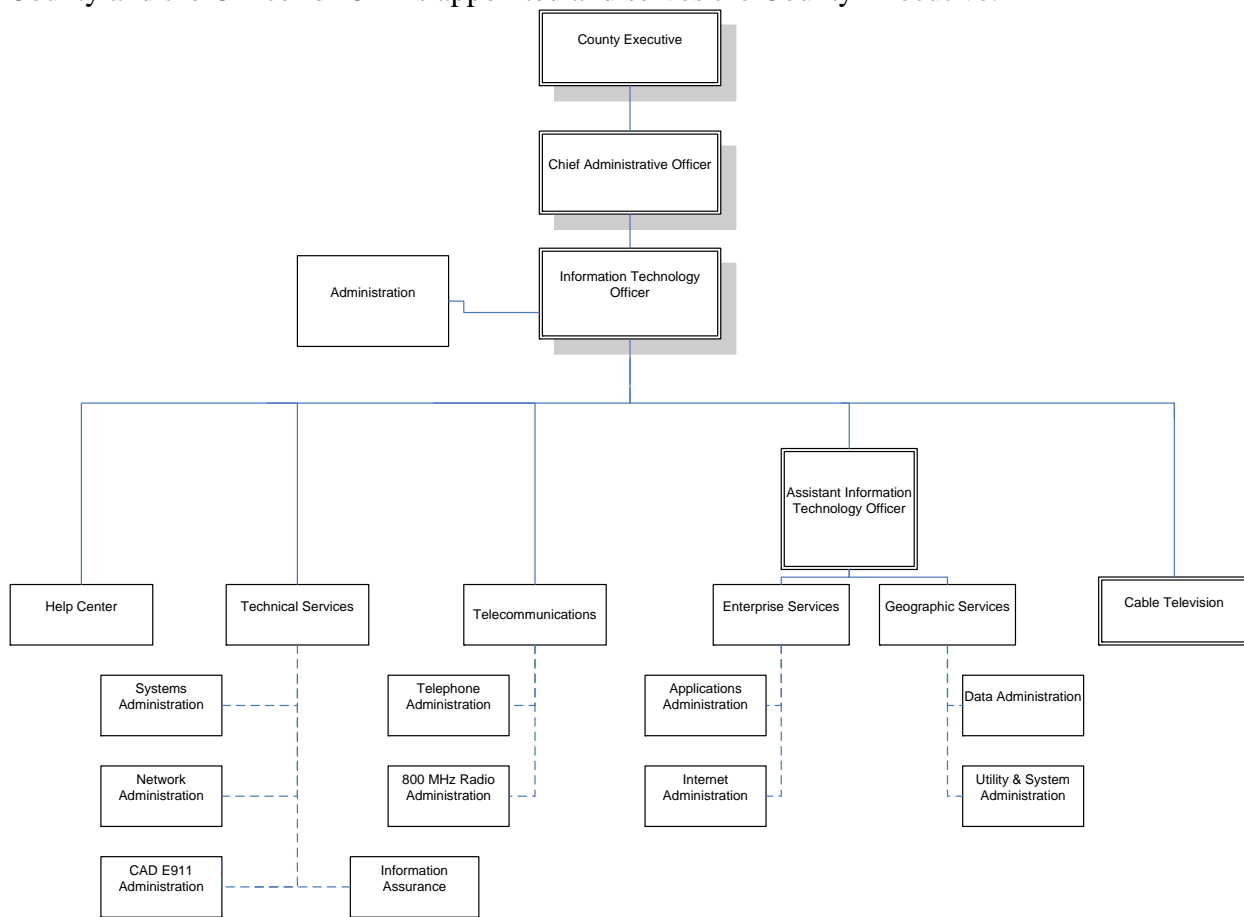 County Executive
Chief Administrative Officer
Information Technology
Officer
Administration
Assistant Information
Technology Officer
Help Center
Technical Services
Telecommunications
Enterprise Services
Geographic Services
Cable Television
Systems
Administration
Telephone
Administration
Applications
Administration
Data Administration
Network
Administration
800 MHz Radio
Administration
Internet
Administration
Utility & System
Administration
CAD E911
Administration
Information
Assurance